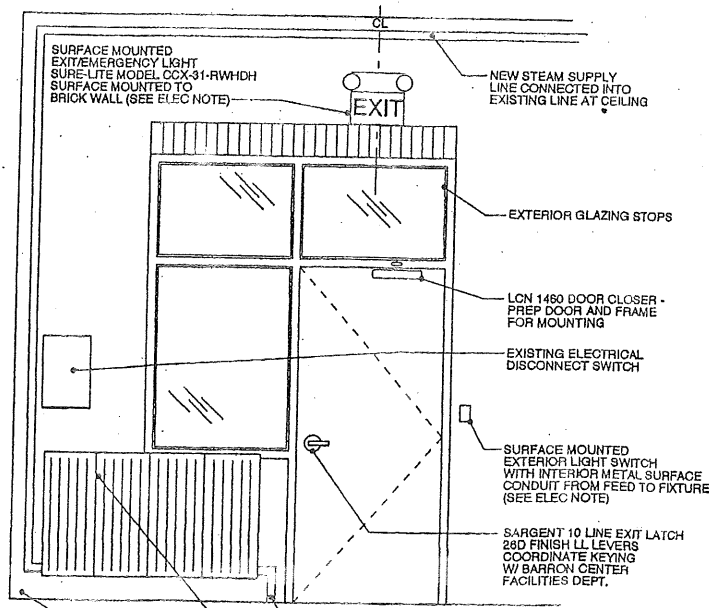 CL
SURFACE MOUNTED
EXIT/EMERGENCY LIGHT
SURE-LITE MODEL CCX-31-RWHDH
SURFACE MOUNTED TO
BRICK WALL (SEE ELEC NOTE)
EXIT
NEW STEAM SUPPLY
LINE CONNECTED INTO
EXISTING LINE AT CEILING
EXTERIOR GLAZING STOPS
LCN 1460 DOOR CLOSER -
PREP DOOR AND FRAME
FOR MOUNTING
EXISTING ELECTRICAL
DISCONNECT SWITCH
SURFACE MOUNTED
EXTERIOR LIGHT SWITCH
WITH INTERIOR METAL SURFACE
CONDUIT FROM FEED TO FIXTURE
(SEE ELEC NOTE)
SARGENT 10 LINE EXIT LATCH
26D FINISH LL LEVERS
COORDINATE KEYING
W/ BARRON CENTER
FACILITIES DEPT.